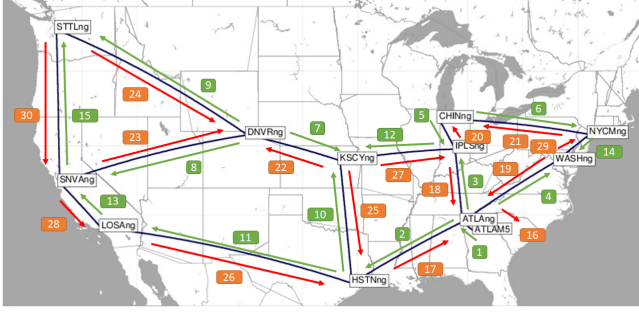 STTLng
30
24
9
15
23
DNVRng
7
8
22
SNVAng
28
13
LOSAng
11
26
10
25
KSCYng
12
27
5
CHINng
6
20
IPLSng
21
29
NYCMng
WASHng
14
18
3
19
4
ATLAng
ATLAM5
16
1
2
17
HSTNng